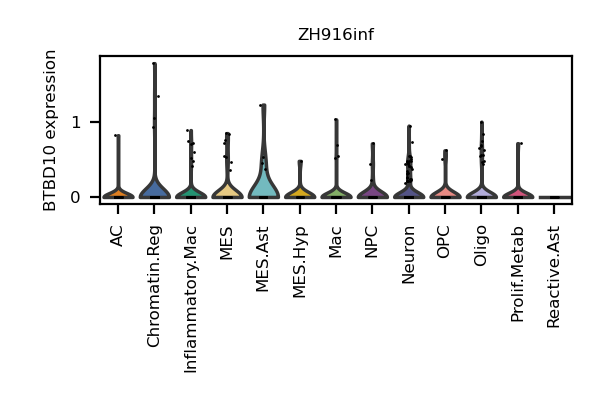 ZH916inf
BTBD10 expression
1
0
AC
Chromatin.Reg
Inflammatory.Mac
MES
MES.Ast
MES.Hyp
Mac
NPC
Neuron
OPC
Oligo
Prolif.Metab
Reactive.Ast